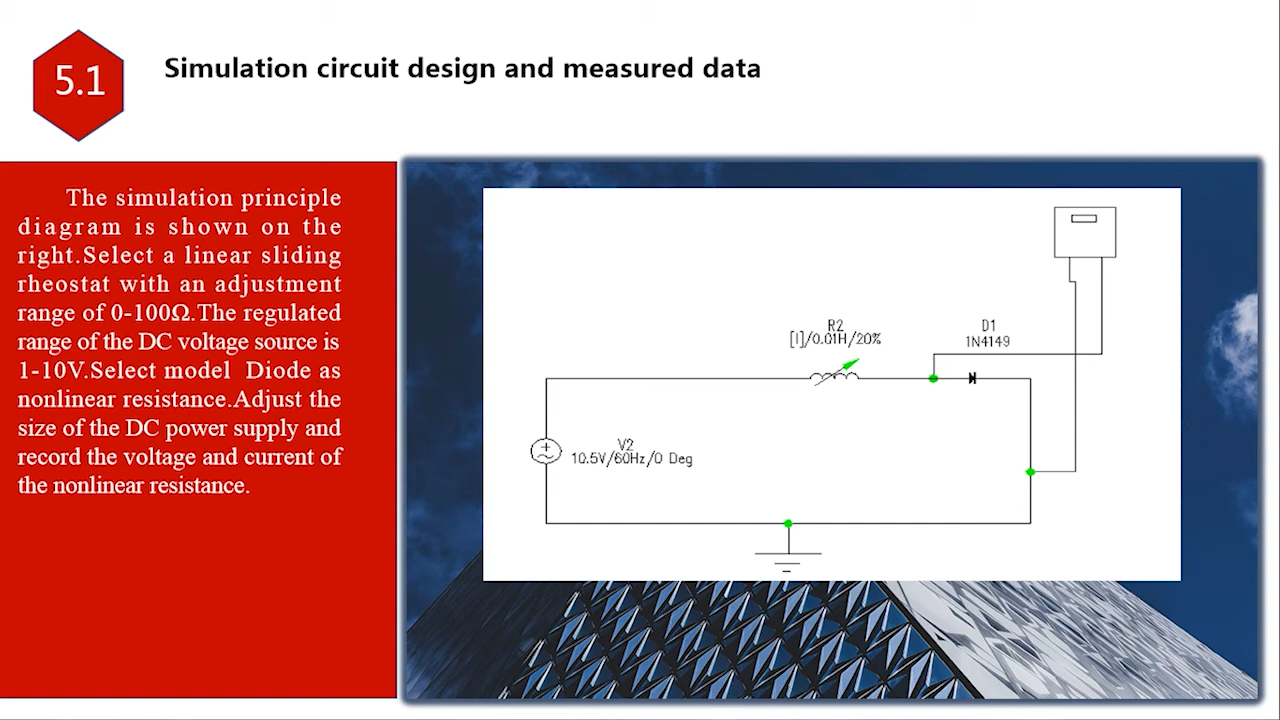 5.1
Simulation circuit design and measured data
The simulation principle
diagram is shown on the
right.Select a linear sliding
rheostat with an adjustment
range of 0-100Ω.The regulated
range of the DC voltage source is
1-10V.Select model Diode as
nonlinear resistance.Adjust the
size of the DC power supply and
record the voltage and current of
the nonlinear resistance.
R2
[I]/0.01H/20%
D1
1N4149
V2
10.5V/60Hz/0 Deg